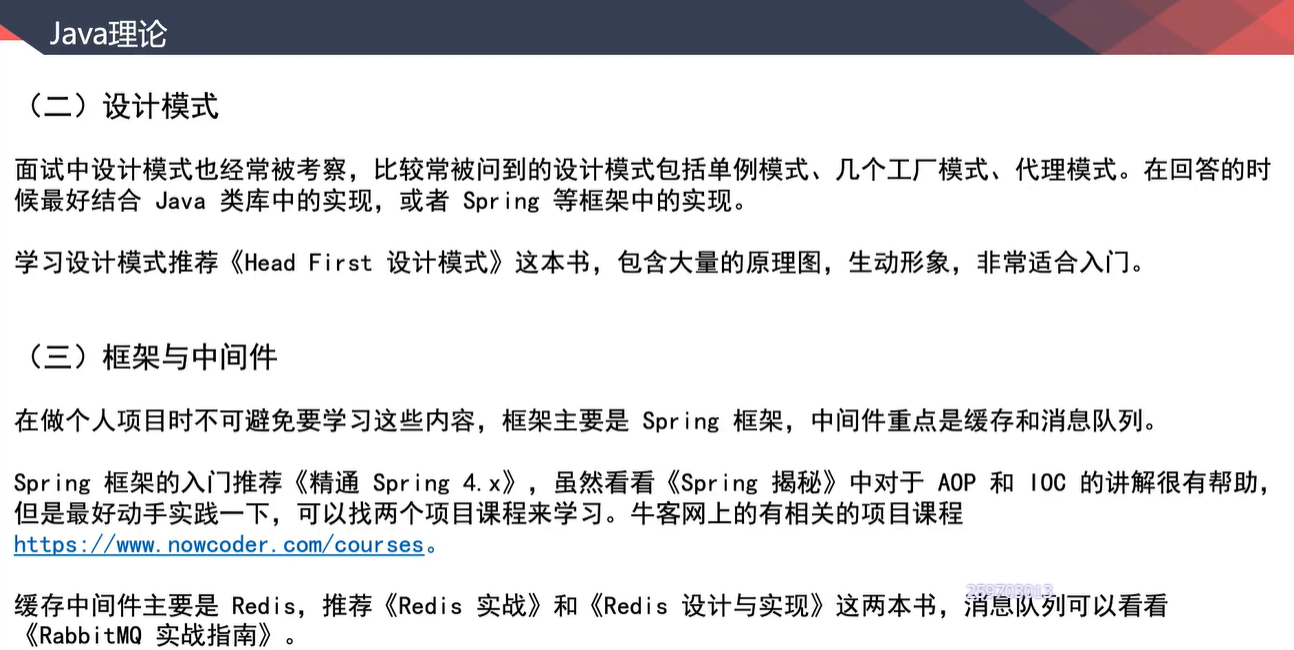 Java理论
（二）设计模式
面试中设计模式也经常被考察，比较常被问到的设计模式包括单例模式、几个工厂模式、代理模式。在回答的时
候最好结合 Java 类库中的实现，或者 Spring 等框架中的实现。
学习设计模式推荐《Head First 设计模式》这本书，包含大量的原理图，生动形象，非常适合入门。
（三）框架与中间件
在做个人项目时不可避免要学习这些内容，框架主要是 Spring 框架，中间件重点是缓存和消息队列。
Spring 框架的入门推荐《精通 Spring 4.x》，虽然看看《Spring 揭秘》中对于 AOP 和 IOC 的讲解很有帮助，
但是最好动手实践一下，可以找两个项目课程来学习。牛客网上的有相关的项目课程
https://www.nowcoder.com/courses。
259703013
缓存中间件主要是 Redis，推荐《Redis 实战》和《Redis 设计与实现》这两本书，消息队列可以看看
《RabbitMQ 实战指南》。